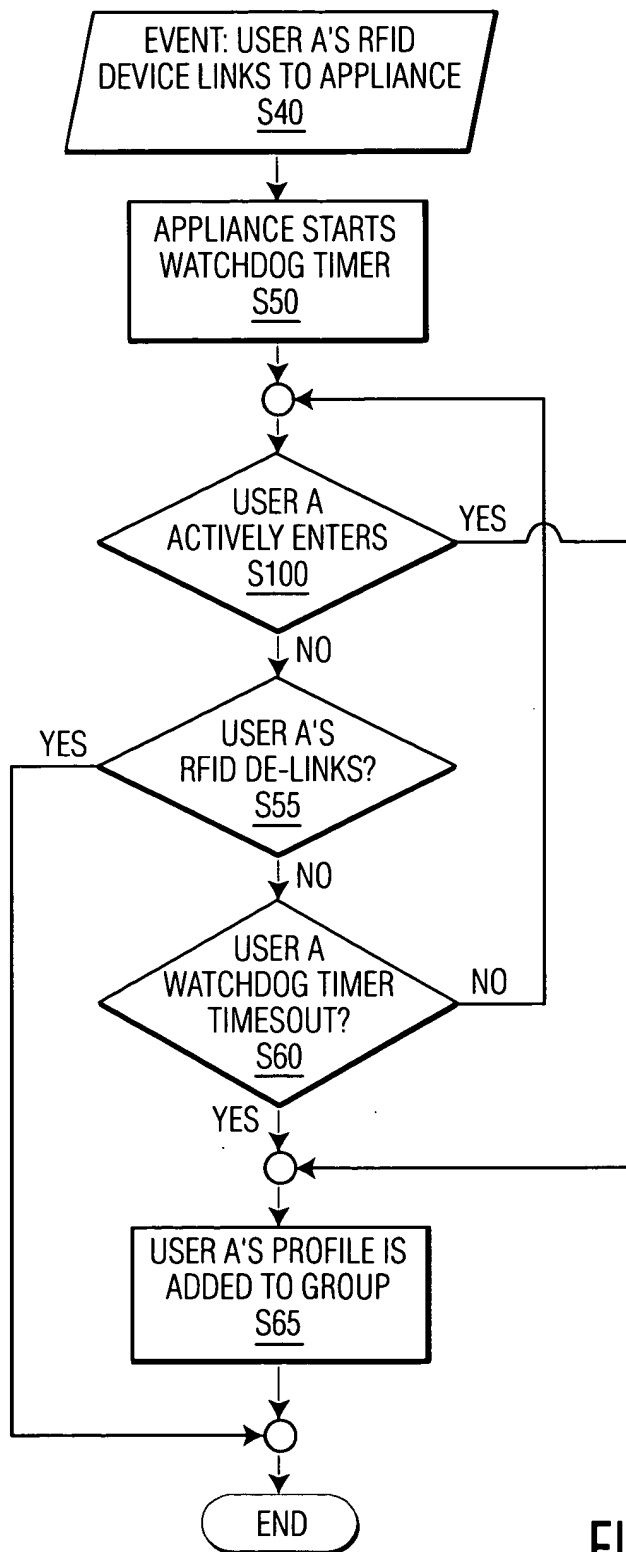 EVENT: USER A'S RFID
DEVICE LINKS TO APPLIANCE
S40
APPLIANCE STARTS
WATCHDOG TIMER
S50
USER A
ACTIVELY ENTERS
S100
YES
NO
YES
USER A'S
RFID DE-LINKS?
S55
NO
USER A
WATCHDOG TIMER
TIMESOUT?
S60
NO
YES
USER A'S PROFILE IS
ADDED TO GROUP
S65
END